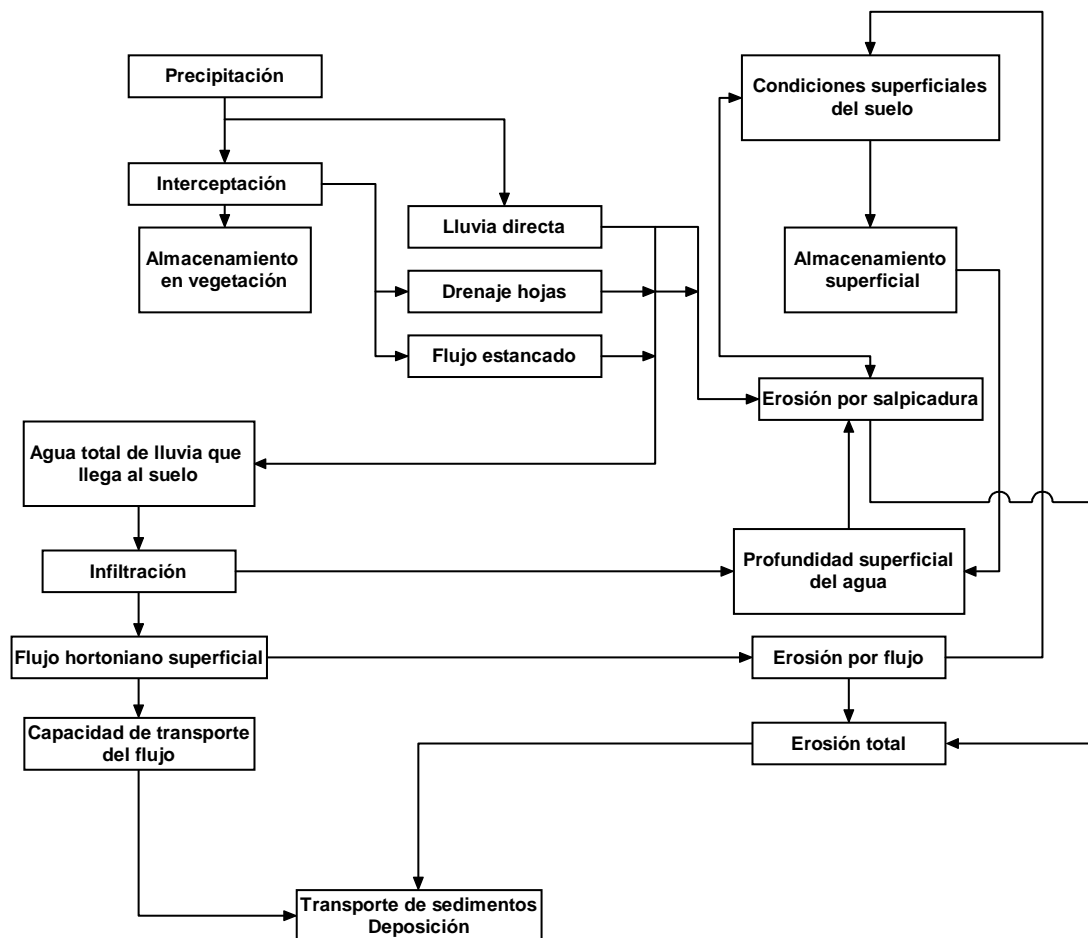 Precipitación
Condiciones superficiales
del suelo
Interceptación
Lluvia directa
Almacenamiento
en vegetación
Almacenamiento
superficial
Drenaje hojas
Flujo estancado
Erosión por salpicadura
Agua total de lluvia que
llega al suelo
Infiltración
Profundidad superficial
del agua
Flujo hortoniano superficial
Erosión por flujo
Capacidad de transporte
del flujo
Erosión total
Transporte de sedimentos
Deposición